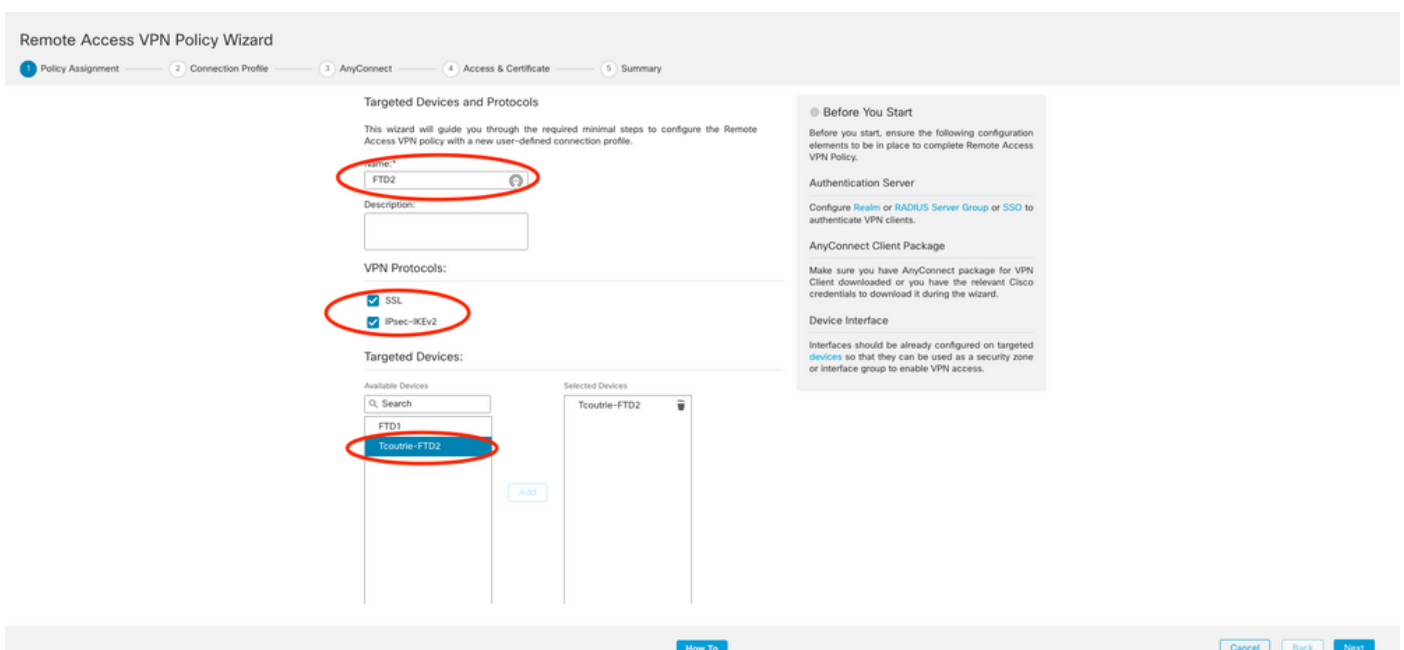 Remote Access VPN Policy Wizard
1 Policy Assignment 2 Connection Profile 3 AnyConnect 4 Access & Certificate 5 Summary
Targeted Devices and Protocols
This wizard will guide you through the required minimal steps to configure the Remote
Access VPN policy with a new user-defined connection profile.
Name:*
FTD2
Description:
VPN Protocols:
SSL
IPsec-IKEv2
Targeted Devices:
Available Devices
Search
FTD1
Tcoutrie-FTD2
Add
Selected Devices
Tcoutrie-FTD2
Before You Start
Before you start, ensure the following configuration
elements to be in place to complete Remote Access
VPN Policy.
Authentication Server
Configure Realm or RADIUS Server Group or SSO to
authenticate VPN clients.
AnyConnect Client Package
Make sure you have AnyConnect package for VPN
Client downloaded or you have the relevant Cisco
credentials to download it during the wizard.
Device Interface
Interfaces should be already configured on targeted
devices so that they can be used as a security zone
or interface group to enable VPN access.
How To
Cancel Back Next